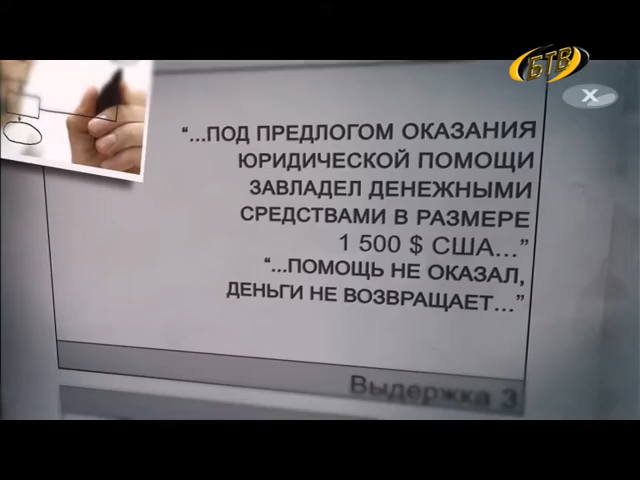 БТВ
X
“...ПОД ПРЕДЛОГОМ ОКАЗАНИЯ
ЮРИДИЧЕСКОЙ ПОМОЩИ
ЗАВЛАДЕЛ ДЕНЕЖНЫМИ
СРЕДСТВАМИ В РАЗМЕРЕ
1 500 $ США...”
“...ПОМОЩЬ НЕ ОКАЗАЛ,
ДЕНЬГИ НЕ ВОЗВРАЩАЕТ...”
Выдержка 3